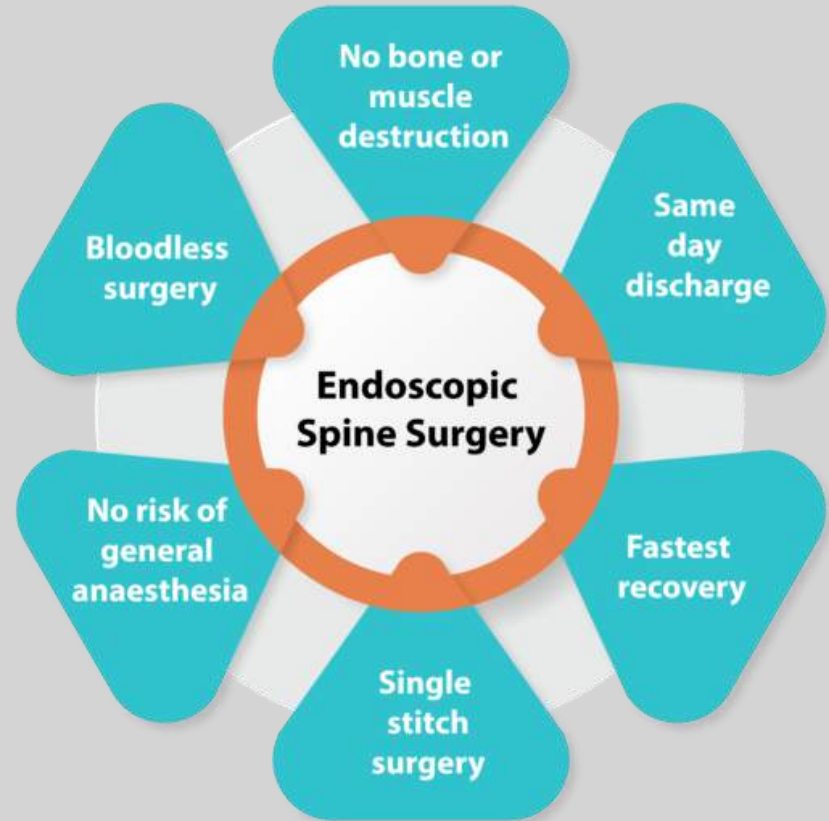 No bone or
muscle
destruction
Same
day
discharge
Fastest
recovery
Single
stitch
surgery
No risk of
general
anaesthesia
Bloodless
surgery
Endoscopic
Spine Surgery